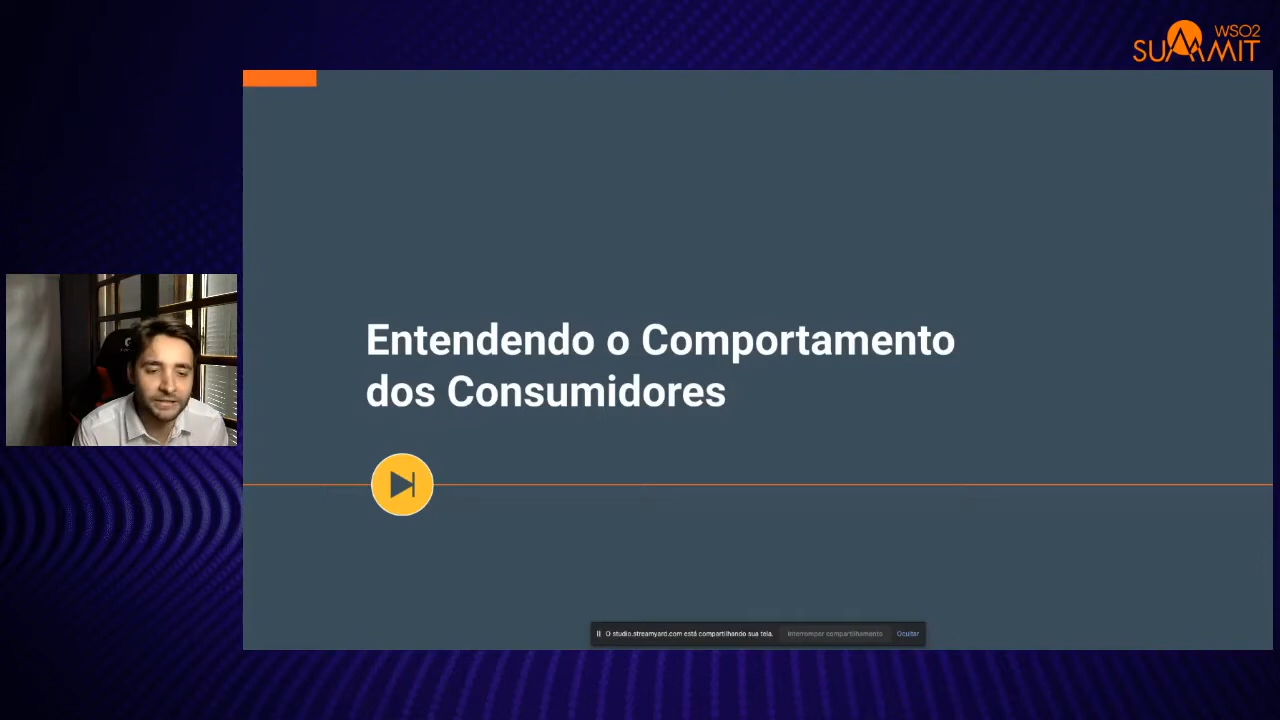 WSO2
SUMMIT
Entendendo o Comportamento
dos Consumidores
O studio.streamyard.com está compartilhando sua tela. Interromper compartilhamento Ocultar